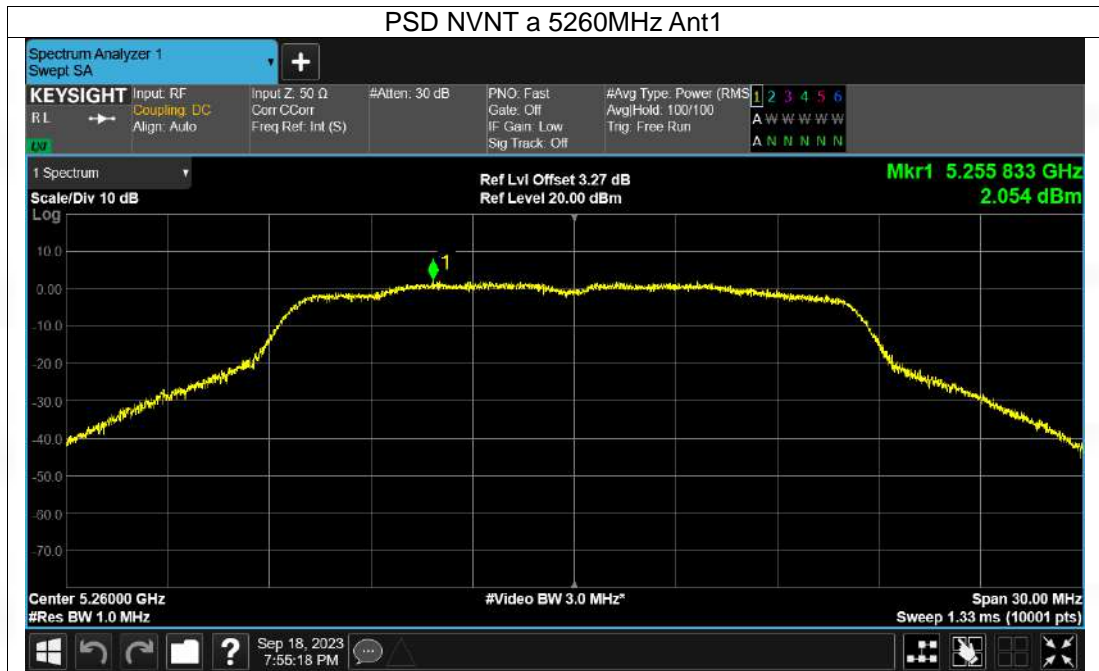 PSD NVNT a 5260MHz Ant1
Spectrum Analyzer 1
Swept SA
+
KEYSIGHT
RL
LXI
Input: RF
Coupling: DC
Align: Auto
Input Z: 50 Ω
Corr CCorr
Freq Ref: Int (S)
#Atten: 30 dB
PNO: Fast
Gate: Off
IF Gain: Low
Sig Track: Off
#Avg Type: Power (RMS
Avg|Hold: 100/100
Trig: Free Run
1 2 3 4 5 6
A W W W W W
A N N N N N
1 Spectrum
Scale/Div 10 dB
Log
Ref Lvl Offset 3.27 dB
Ref Level 20.00 dBm
Mkr1 5.255 833 GHz
2.054 dBm
10.0
0.00
-10.0
-20.0
-30.0
-40.0
-50.0
-60.0
-70.0
1
Center 5.26000 GHz
#Res BW 1.0 MHz
#Video BW 3.0 MHz*
Span 30.00 MHz
Sweep 1.33 ms (10001 pts)
?
Sep 18, 2023
7:55:18 PM